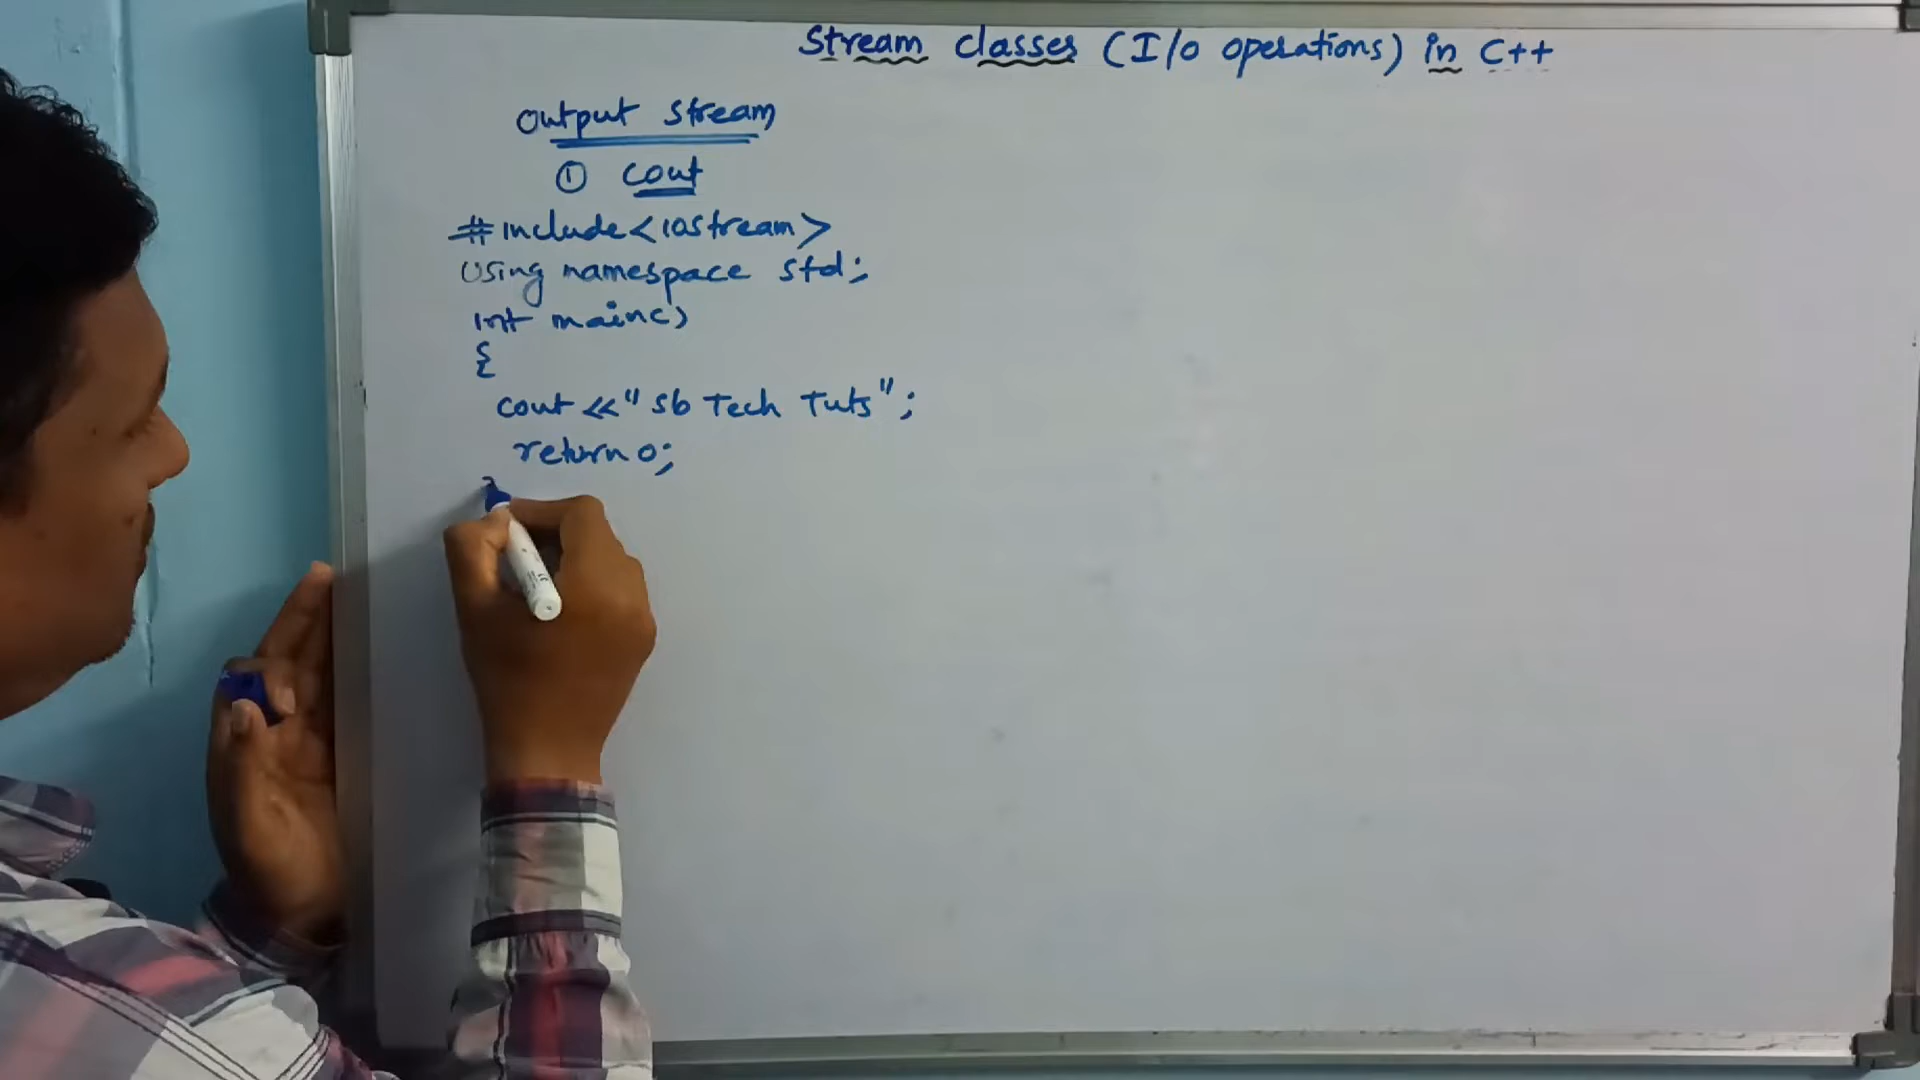 Stream classes (I/O operations) in C++
Output stream
① cout
#include<iostream>
Using namespace std;
int main()
{
cout <<"Sb Tech Tuts";
return 0;